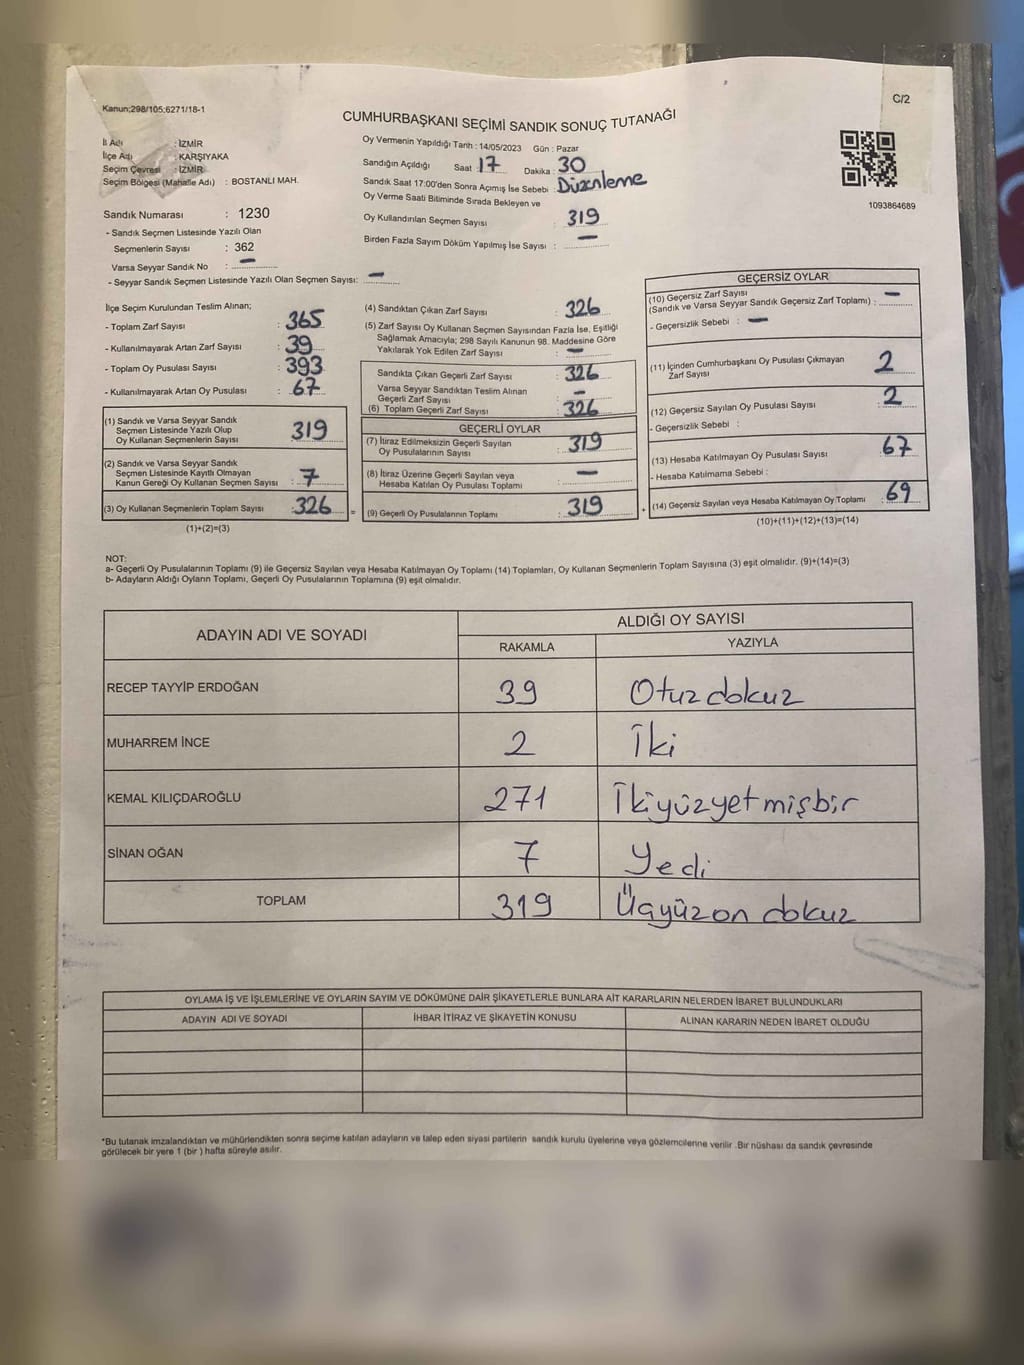 Kanun;298/105;6271/18-1
C/2
CUMHURBAŞKANI SEÇİMİ SANDIK SONUÇ TUTANAĞI
İl Adı : İZMİR
İlçe Adı : KARŞIYAKA
Seçim Çevresi : İZMİR
Seçim Bölgesi (Mahalle Adı) : BOSTANLI MAH.
Sandık Numarası : 1230
- Sandık Seçmen Listesinde Yazılı Olan
Seçmenlerin Sayısı : 362
Varsa Seyyar Sandık No : —
- Seyyar Sandık Seçmen Listesinde Yazılı Olan Seçmen Sayısı: —
Oy Vermenin Yapıldığı Tarih : 14/05/2023 Gün : Pazar
Sandığın Açıldığı Saat : 17 Dakika : 30
Sandık Saat 17:00'den Sonra Açımış İse Sebebi : Düzenleme
Oy Verme Saati Bitiminde Sırada Bekleyen ve
Oy Kullandırılan Seçmen Sayısı 319
Birden Fazla Sayım Döküm Yapılmış İse Sayısı : —
1093864689
İlçe Seçim Kurulundan Teslim Alınan;
- Toplam Zarf Sayısı : 365
- Kullanılmayarak Artan Zarf Sayısı : 39
- Toplam Oy Pusulası Sayısı : 393
- Kullanılmayarak Artan Oy Pusulası : 67
(1) Sandık ve Varsa Seyyar Sandık
Seçmen Listesinde Yazılı Olup
Oy Kullanan Seçmenlerin Sayısı 319
(2) Sandık ve Varsa Seyyar Sandık
Seçmen Listesinde Kayıtlı Olmayan
Kanun Gereği Oy Kullanan Seçmen Sayısı : 7
(3) Oy Kullanan Seçmenlerin Toplam Sayısı : 326 =
(1)+(2)=(3)
(4) Sandıktan Çıkan Zarf Sayısı : 326
(5) Zarf Sayısı Oy Kullanan Seçmen Sayısından Fazla İse, Eşitliği
Sağlamak Amacıyla; 298 Sayılı Kanunun 98. Maddesine Göre
Yakılarak Yok Edilen Zarf Sayısı : —
Sandıkta Çıkan Geçerli Zarf Sayısı : 326
Varsa Seyyar Sandıktan Teslim Alınan
Geçerli Zarf Sayısı : —
(6) Toplam Geçerli Zarf Sayısı : 326
GEÇERLİ OYLAR
(7) İtiraz Edilmeksizin Geçerli Sayılan
Oy Pusulalarının Sayısı : 319
(8) İtiraz Üzerine Geçerli Sayılan veya
Hesaba Katılan Oy Pusulası Toplamı : —
(9) Geçerli Oy Pusulalarının Toplamı : 319 +
GEÇERSİZ OYLAR
(10) Geçersiz Zarf Sayısı
(Sandık ve Varsa Seyyar Sandık Geçersiz Zarf Toplamı) : —
- Geçersizlik Sebebi : —
(11) İçinden Cumhurbaşkanı Oy Pusulası Çıkmayan
Zarf Sayısı : 2
(12) Geçersiz Sayılan Oy Pusulası Sayısı : 2
- Geçersizlik Sebebi :
(13) Hesaba Katılmayan Oy Pusulası Sayısı : 67
- Hesaba Katılmama Sebebi :
(14) Geçersiz Sayılan veya Hesaba Katılmayan Oy Toplamı : 69
(10)+(11)+(12)+(13)=(14)
NOT:
a- Geçerli Oy Pusulalarının Toplamı (9) ile Geçersiz Sayılan veya Hesaba Katılmayan Oy Toplamı (14) Toplamları, Oy Kullanan Seçmenlerin Toplam Sayısına (3) eşit olmalıdır. (9)+(14)=(3)
b- Adayların Aldığı Oyların Toplamı, Geçerli Oy Pusulalarının Toplamına (9) eşit olmalıdır.
ADAYIN ADI VE SOYADI
ALDIĞI OY SAYISI
RAKAMLA YAZIYLA
RECEP TAYYİP ERDOĞAN 39 Otuz dokuz
MUHARREM İNCE 2 İki
KEMAL KILIÇDAROĞLU 271 İkiyüzyetmişbir
SİNAN OĞAN 7 Yedi
TOPLAM 319 Üçyüzon dokuz
OYLAMA İŞ VE İŞLEMLERİNE VE OYLARIN SAYIM VE DÖKÜMÜNE DAİR ŞİKAYETLERLE BUNLARA AİT KARARLARIN NELERDEN İBARET BULUNDUKLARI
ADAYIN ADI VE SOYADI İHBAR İTİRAZ VE ŞİKAYETİN KONUSU ALINAN KARARIN NEDEN İBARET OLDUĞU
*Bu tutanak imzalandıktan ve mühürlendikten sonra seçime katılan adayların ve talep eden siyasi partilerin sandık kurulu üyelerine veya gözlemcilerine verilir .Bir nüshası da sandık çevresinde
görülecek bir yere 1 (bir ) hafta süreyle asılır.